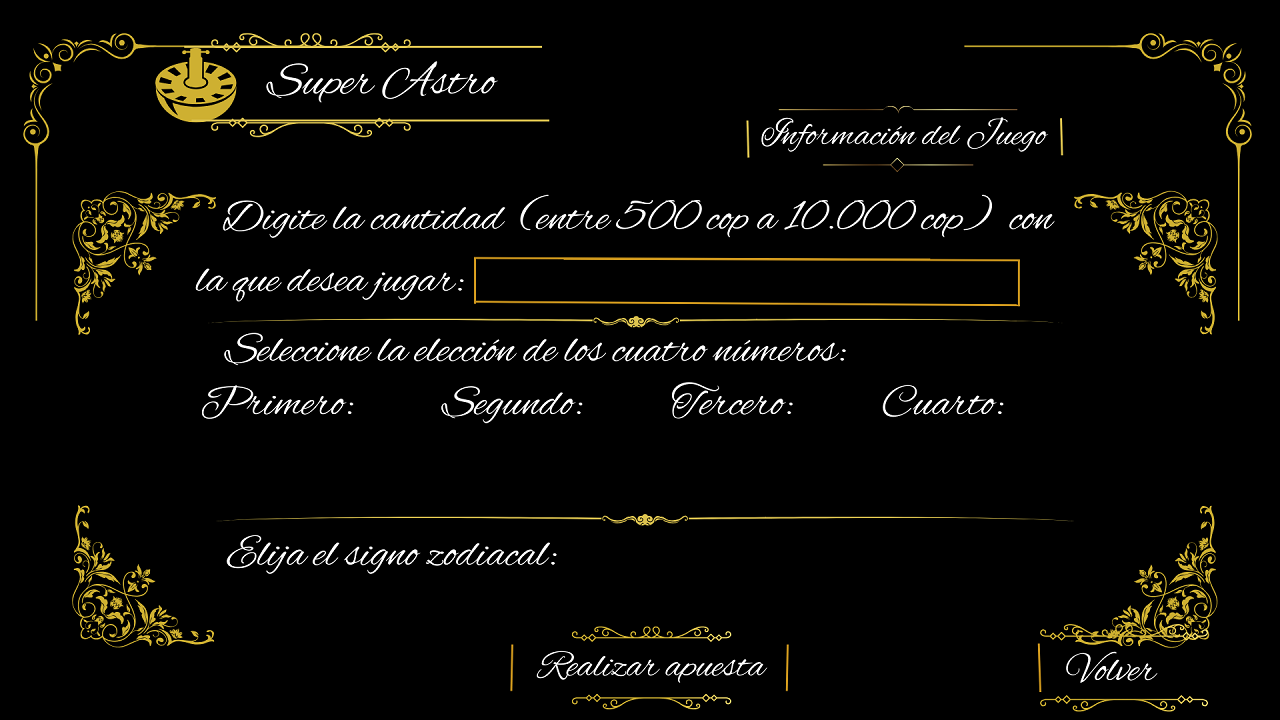 Super Astro
Información del Juego
Digite la cantidad (entre 500 cop a 10.000 cop) con
la que desea jugar:
Seleccione la elección de los cuatro números:
Primero: Segundo: Tercero: Cuarto:
Elija el signo zodiacal:
Realizar apuesta
Volver